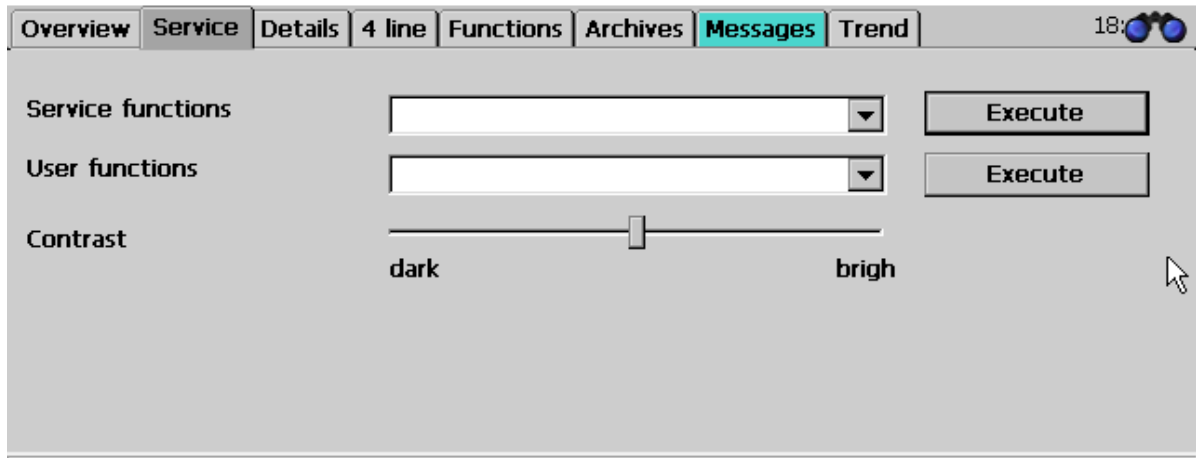 Overview Service Details 4 line Functions Archives Messages Trend 18:
Service functions Execute
User functions Execute
Contrast
dark brigh